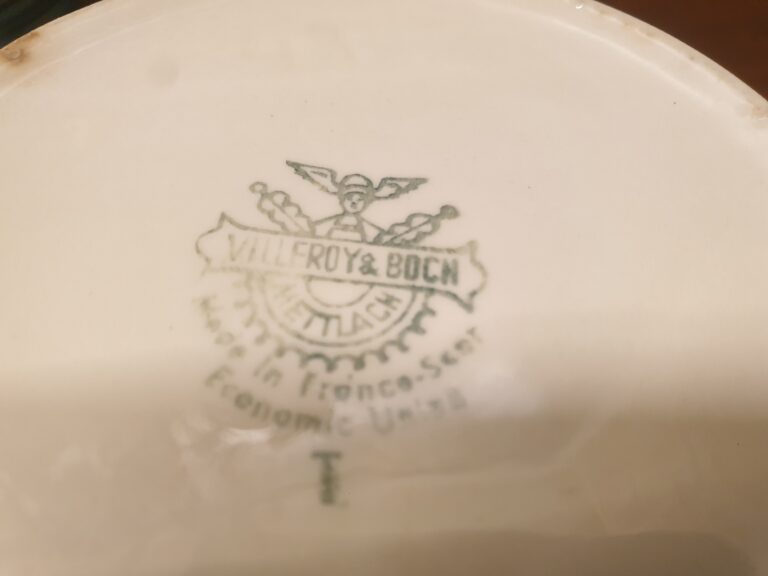 VILLEROY & BOCH
METTLACH
Made in France-Saar
Economic Union